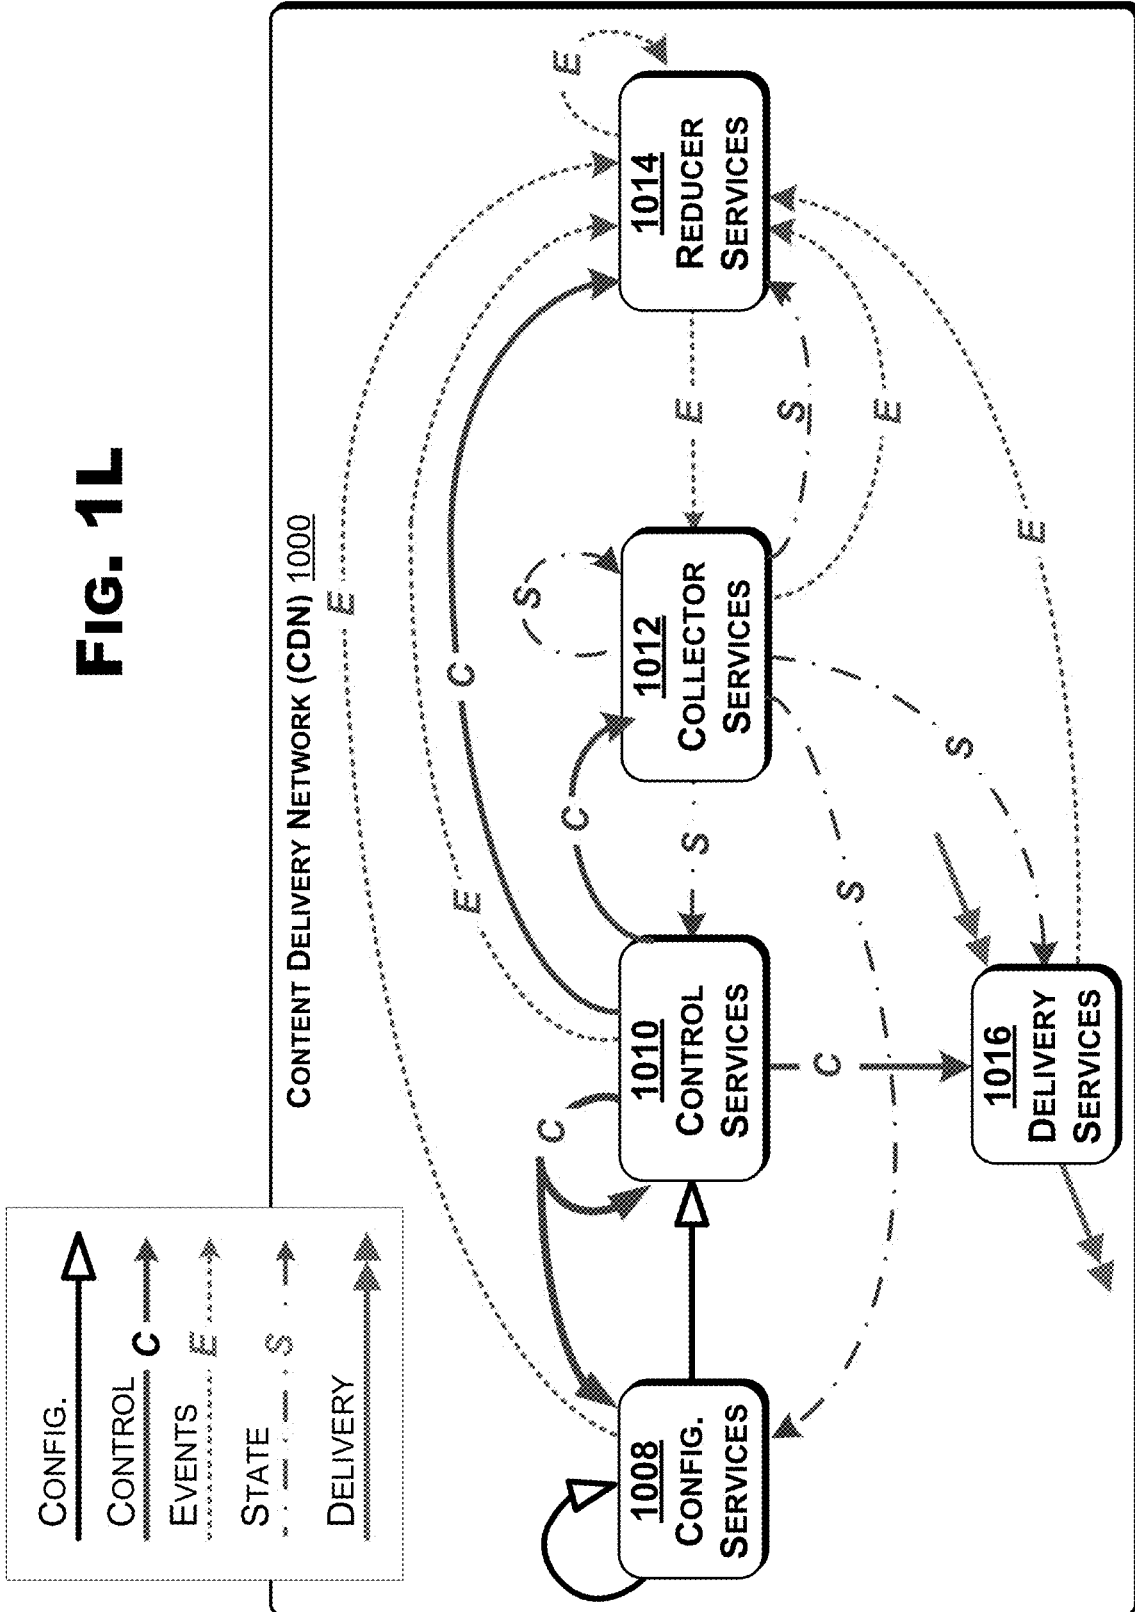 FIG. 1L
CONTENT DELIVERY NETWORK (CDN) 1000
CONFIG.
CONTROL
C
EVENTS
E
STATE
S
DELIVERY
1008
CONFIG.
SERVICES
1010
CONTROL
SERVICES
1012
COLLECTOR
SERVICES
1014
REDUCER
SERVICES
1016
DELIVERY
SERVICES
E
E
C
C
C
S
E
E
S
S
E
C
S
S
E